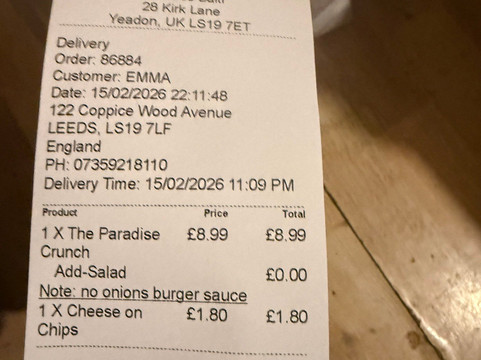 28 Kirk Lane
Yeadon, UK LS19 7ET
Delivery
Order: 86884
Customer: EMMA
Date: 15/02/2026 22:11:48
122 Coppice Wood Avenue
LEEDS, LS19 7LF
England
PH: 07359218110
Delivery Time: 15/02/2026 11:09 PM
Product Price Total
1 X The Paradise Crunch £8.99 £8.99
Add-Salad £0.00
Note: no onions burger sauce
1 X Cheese on Chips £1.80 £1.80